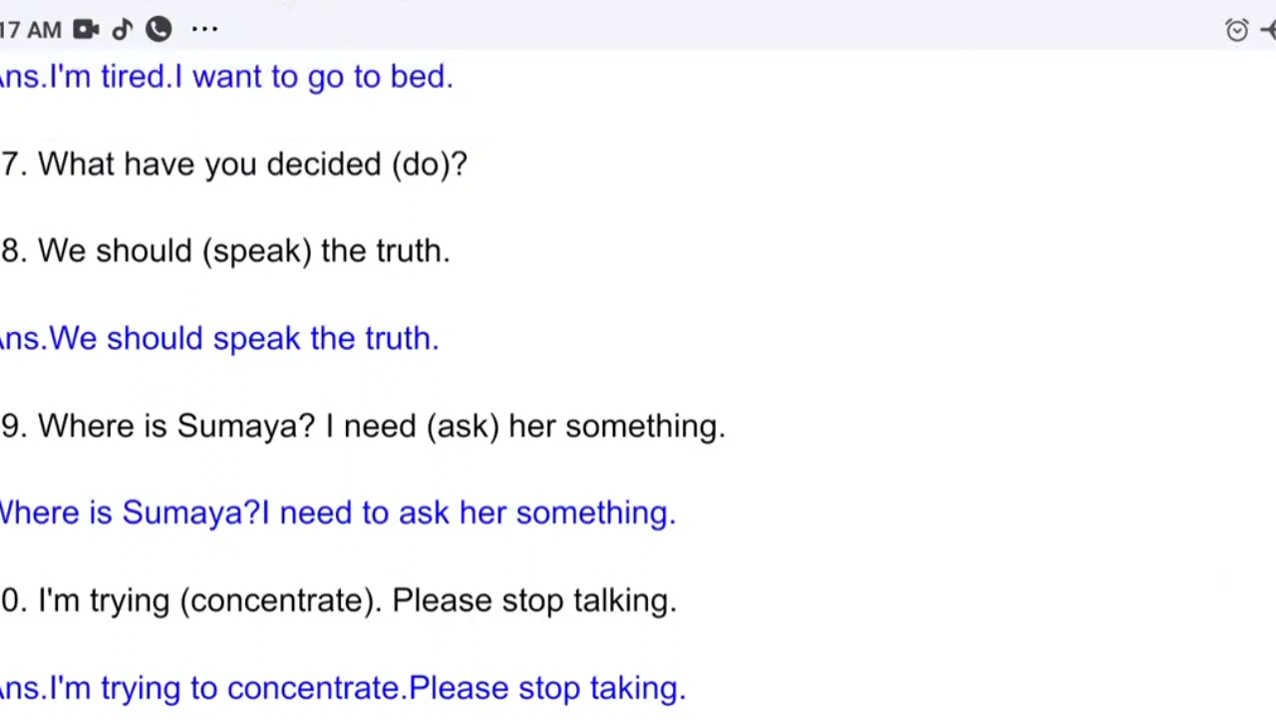 17 AM ...
ns.I'm tired.I want to go to bed.
7. What have you decided (do)?
8. We should (speak) the truth.
ns.We should speak the truth.
9. Where is Sumaya? I need (ask) her something.
Where is Sumaya?I need to ask her something.
0. I'm trying (concentrate). Please stop talking.
ns.I'm trying to concentrate.Please stop taking.